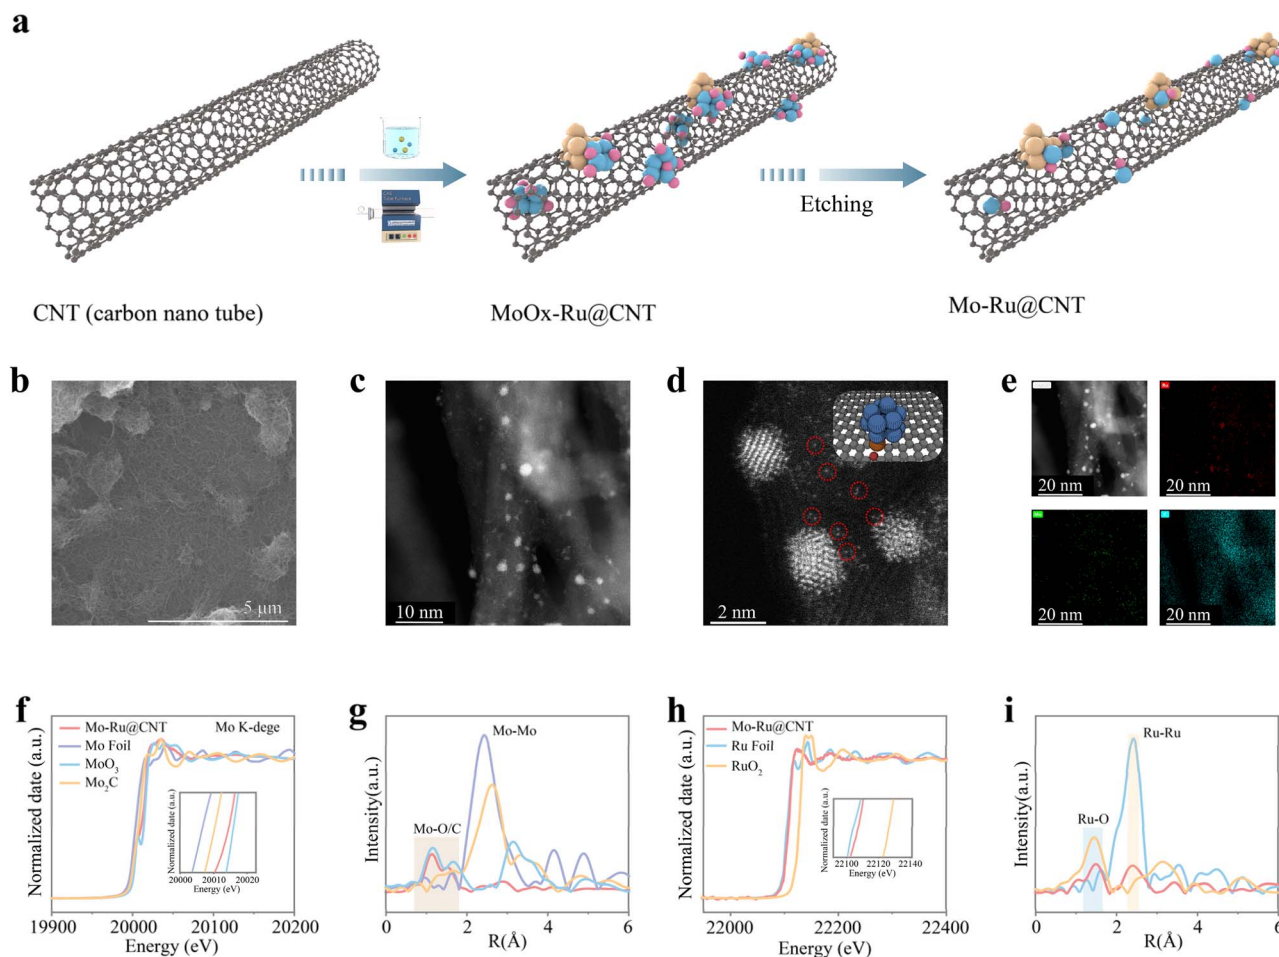 a
Etching
CNT (carbon nano tube)
MoOx-Ru@CNT
Mo-Ru@CNT
b
5 μm
c
10 nm
d
2 nm
e
20 nm
Ru
20 nm
20 nm
20 nm
f
Mo-Ru@CNT
Mo Foil
MoO3
Mo2C
Mo K-dege
Normalized date (a.u.)
Normalized date (a.u.)
20000 20010 20020
Energy (eV)
19900 20000 20100 20200
Energy (eV)
g
Mo-Mo
Mo-O/C
Intensity(a.u.)
0 2 4 6
R(Å)
h
Mo-Ru@CNT
Ru Foil
RuO2
Normalized date (a.u.)
Normalized date (a.u.)
22100 22120 22140
Energy (eV)
22000 22200 22400
Energy (eV)
i
Ru-Ru
Ru-O
Intensity(a.u.)
0 2 4 6
R(Å)